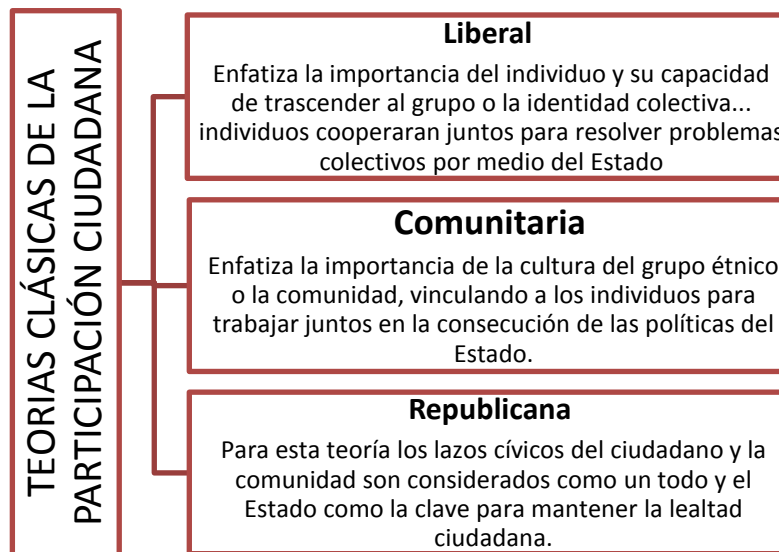 TEORIAS CLÁSICAS DE LA
PARTICIPACIÓN CIUDADANA
Liberal
Enfatiza la importancia del individuo y su capacidad
de trascender al grupo o la identidad colectiva...
individuos cooperaran juntos para resolver problemas
colectivos por medio del Estado
Comunitaria
Enfatiza la importancia de la cultura del grupo étnico
o la comunidad, vinculando a los individuos para
trabajar juntos en la consecución de las políticas del
Estado.
Republicana
Para esta teoría los lazos cívicos del ciudadano y la
comunidad son considerados como un todo y el
Estado como la clave para mantener la lealtad
ciudadana.